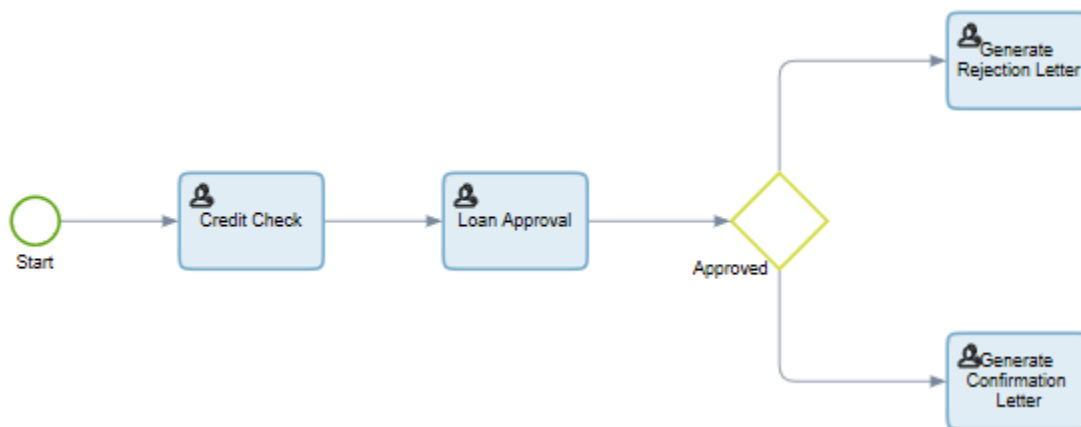 Start
Credit Check
Loan Approval
Approved
Generate
Rejection Letter
Generate
Confirmation
Letter